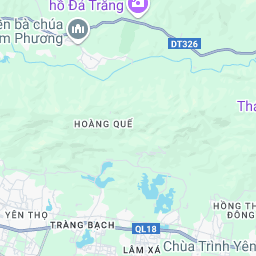 hồ Đá Trắng
ền bà chúa
m Phương
DT326
Tha
HOÀNG QUẾ
YÊN THỌ
TRÀNG BẠCH
QL18
HỒNG TH
ĐÔNG
LÂM XÁ
Chùa Trình Yên